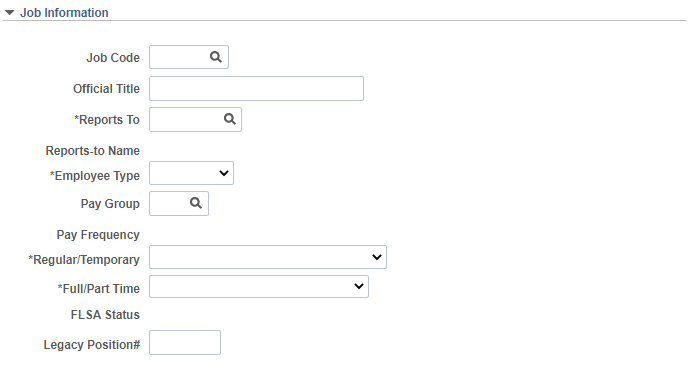 Job Information
Job Code
Official Title
*Reports To
Reports-to Name
*Employee Type
Pay Group
Pay Frequency
*Regular/Temporary
*Full/Part Time
FLSA Status
Legacy Position#